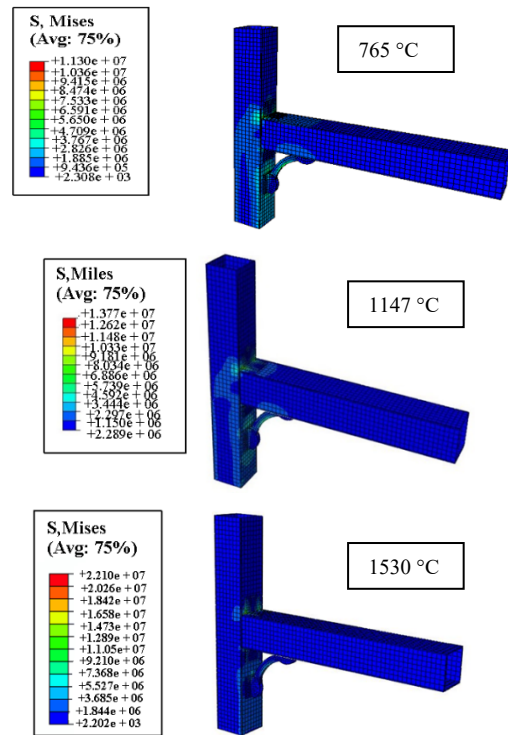 S, Mises
(Avg: 75%)
+1.130e + 07
+1.036e + 07
+9.415e + 06
+8.474e + 06
+7.533e + 06
+6.591e + 06
+5.650e + 06
+4.709e + 06
+3.767e + 06
+2.826e + 06
+1.885e + 06
+9.436e + 05
+2.308e + 03
765 °C
S,Miles
(Avg: 75%)
+1.377e + 07
+1.262e + 07
+1.148e + 07
+1.033e + 07
+9.181e + 06
+8.034e + 06
+6.886e + 06
+5.739e + 06
+4.592e + 06
+3.444e + 06
+2.297e + 06
+1.150e + 06
+2.289e + 06
1147 °C
S,Mises
(Avg: 75%)
+2.210e + 07
+2.026e + 07
+1.842e + 07
+1.658e + 07
+1.473e + 07
+1.289e + 07
+1.1.05e + 07
+9.210e + 06
+7.368e + 06
+5.527e + 06
+3.685e + 06
+1.844e + 06
+2.202e + 03
1530 °C